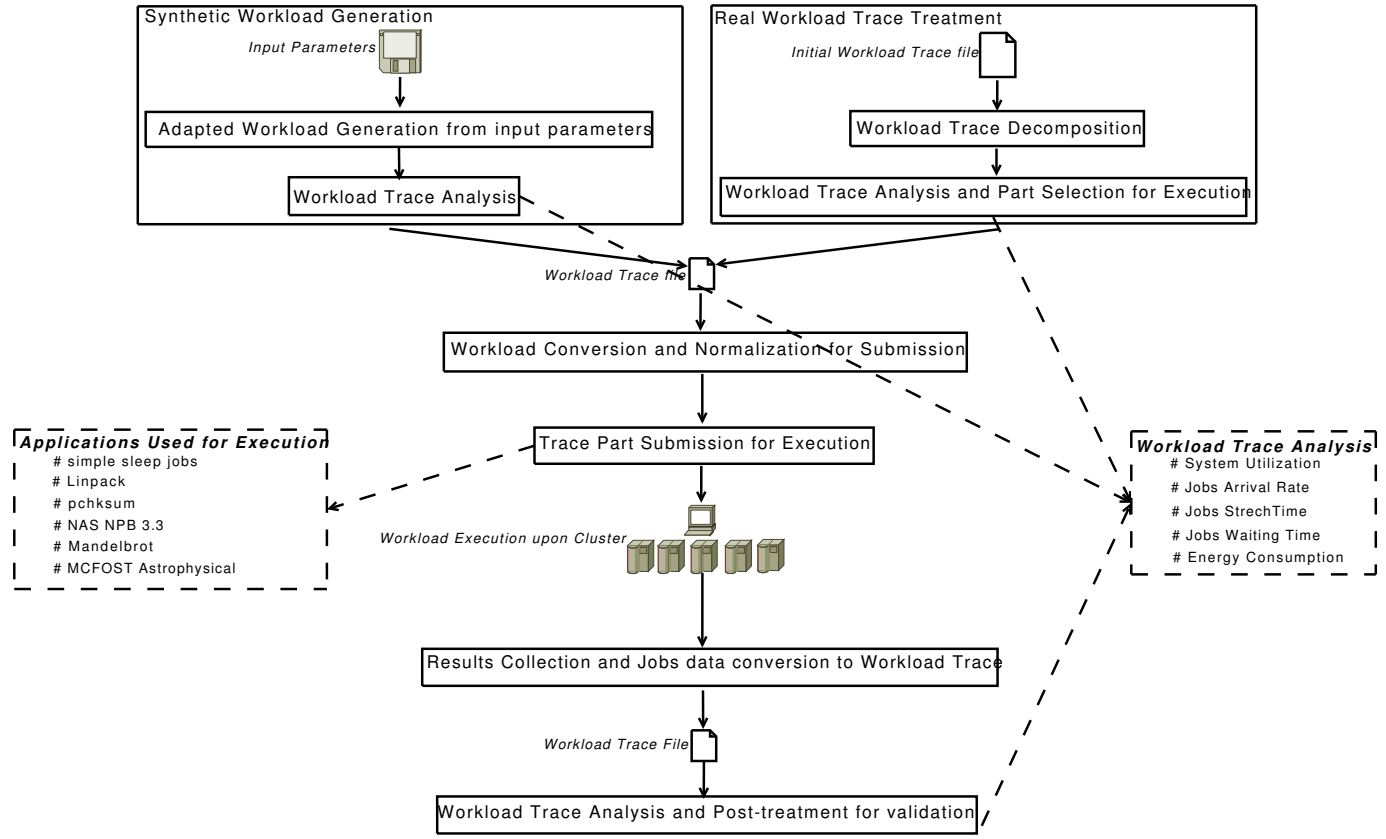 Synthetic Workload Generation
Input Parameters
Adapted Workload Generation from input parameters
Workload Trace Analysis
Real Workload Trace Treatment
Initial Workload Trace file
Workload Trace Decomposition
Workload Trace Analysis and Part Selection for Execution
Workload Trace file
Workload Conversion and Normalization for Submission
Trace Part Submission for Execution
Applications Used for Execution
# simple sleep jobs
# Linpack
# pchksum
# NAS NPB 3.3
# Mandelbrot
# MCFOST Astrophysical
Workload Trace Analysis
# System Utilization
# Jobs Arrival Rate
# Jobs StrechTime
# Jobs Waiting Time
# Energy Consumption
Workload Execution upon Cluster
Results Collection and Jobs data conversion to Workload Trace
Workload Trace File
Workload Trace Analysis and Post-treatment for validation